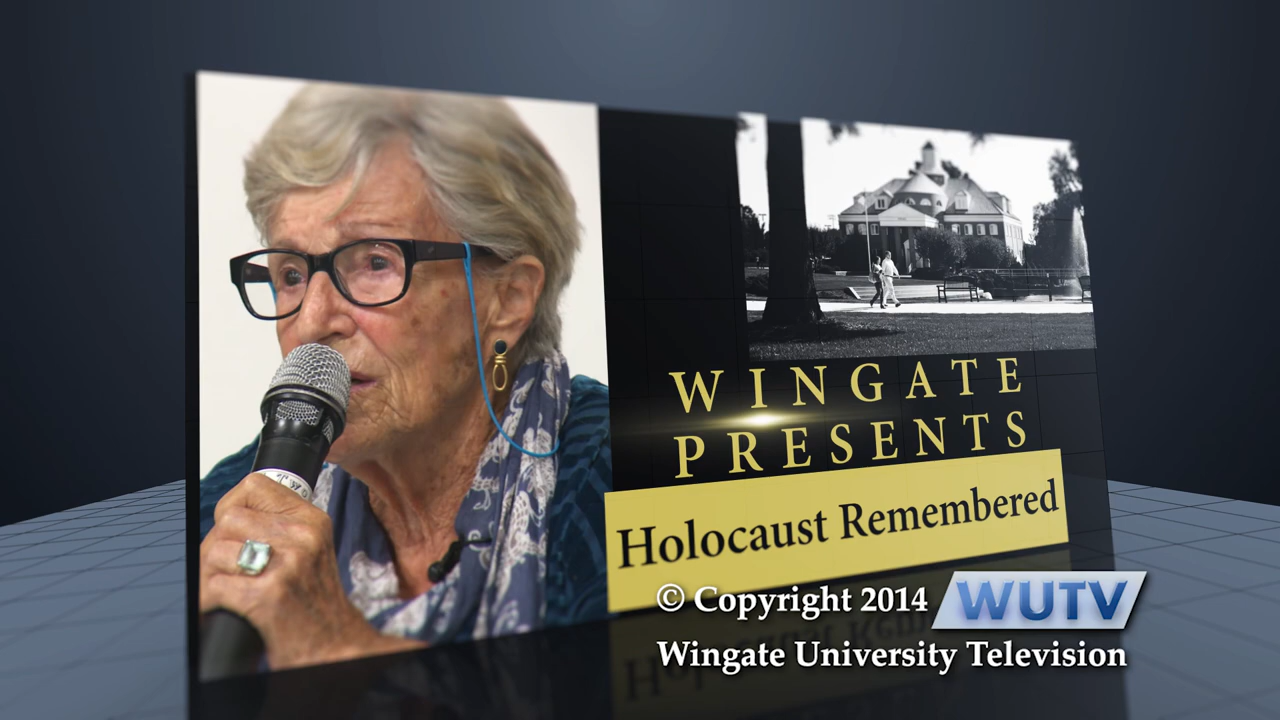 WINGATE
PRESENTS
Holocaust Remembered
© Copyright 2014 WUTV
Wingate University Television